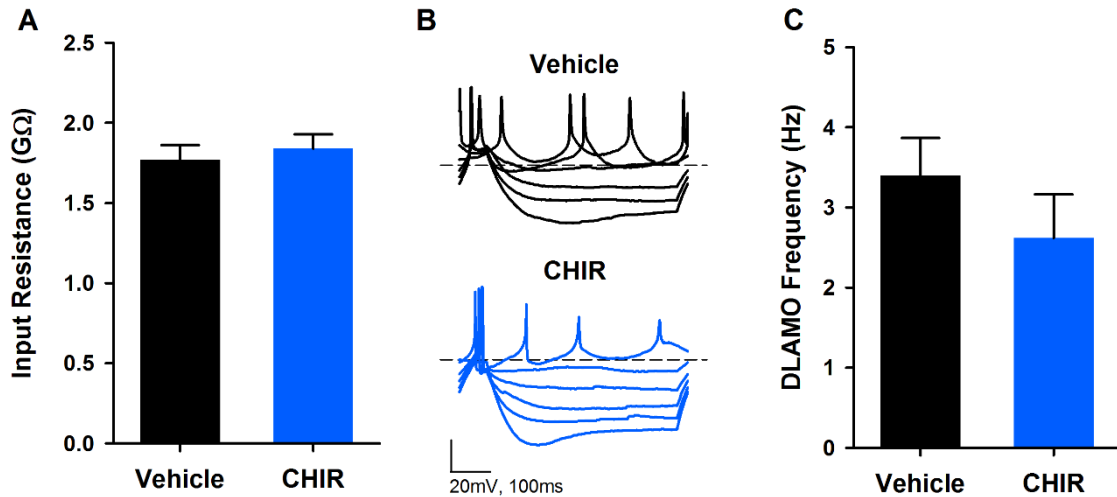 A
Input Resistance (GΩ)
2.5
2.0
1.5
1.0
0.5
0.0
Vehicle
CHIR
B
Vehicle
CHIR
20mV, 100ms
C
DLAMO Frequency (Hz)
5
4
3
2
1
0
Vehicle
CHIR